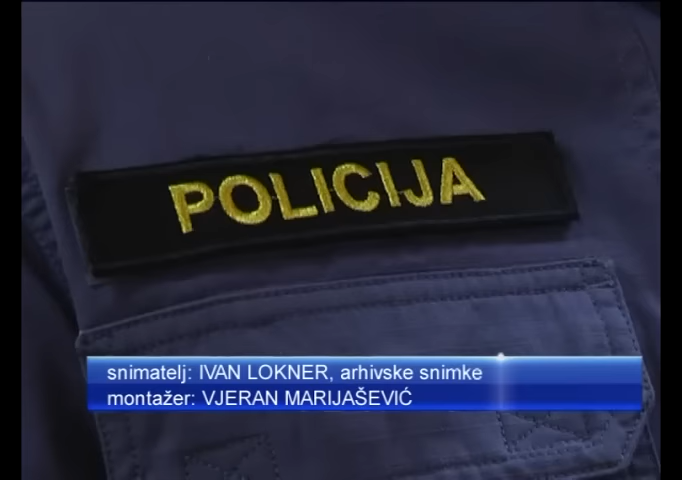 POLICIJA
snimatelj: IVAN LOKNER, arhivske snimke
montažer: VJERAN MARIJAŠEVIĆ